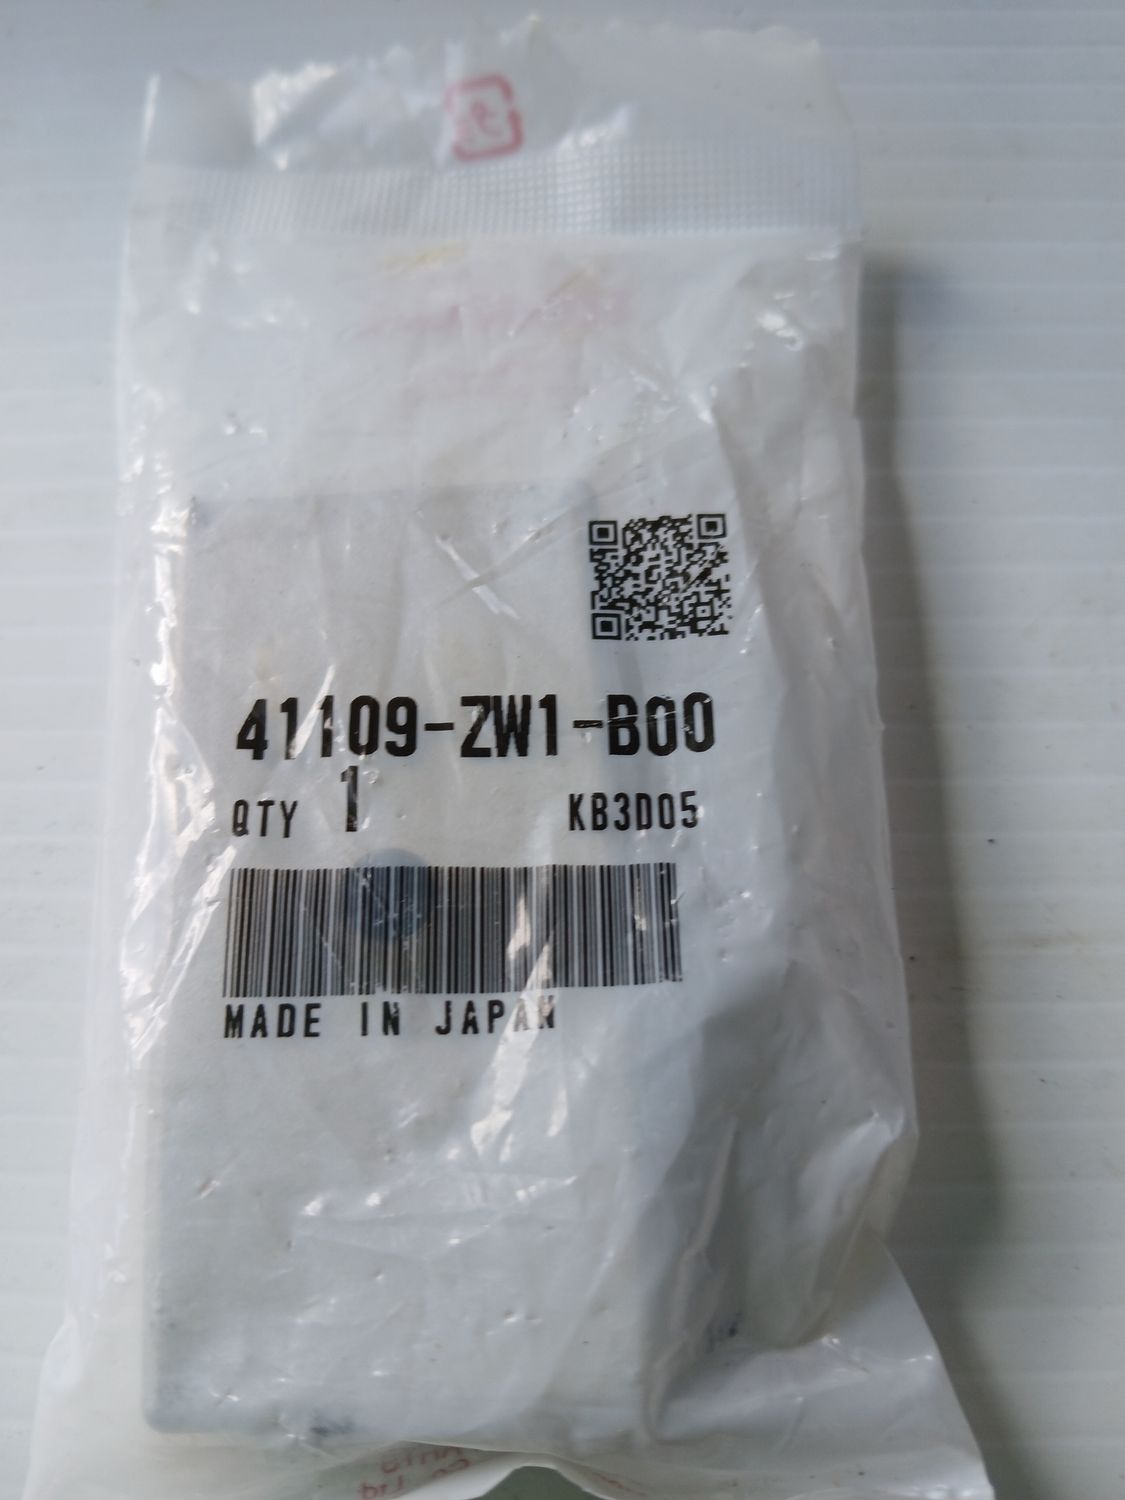 41109-ZW1-B00
QTY 1 KB3D05
MADE IN JAPAN